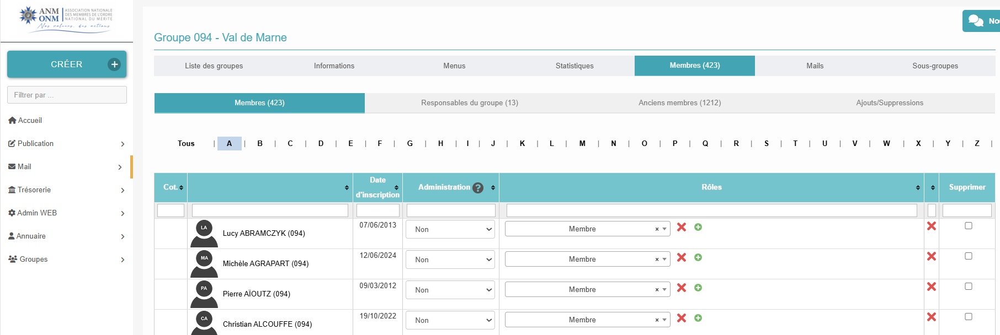 ANM ONM
ASSOCIATION NATIONALE
DES MEMBRES DE L'ORDRE
NATIONAL DU MÉRITE
Nos valeurs, des actions
CRÉER
Filtrer par ...
Accueil
Publication
Mail
Trésorerie
Admin WEB
Annuaire
Groupes
No
Groupe 094 - Val de Marne
Liste des groupes Informations Menus Statistiques Membres (423) Mails Sous-groupes
Membres (423) Responsables du groupe (13) Anciens membres (1212) Ajouts/Suppressions
Tous | A | B | C | D | E | F | G | H | I | J | K | L | M | N | O | P | Q | R | S | T | U | V | W | X | Y | Z |
Cot. Date d'inscription Administration ? Rôles Supprimer
LA Lucy ABRAMCZYK (094) 07/06/2013 Non Membre ×
MA Michèle AGRAPART (094) 12/06/2024 Non Membre ×
PA Pierre AÏOUTZ (094) 09/03/2012 Non Membre ×
CA Christian ALCOUFFE (094) 19/10/2022 Non Membre ×